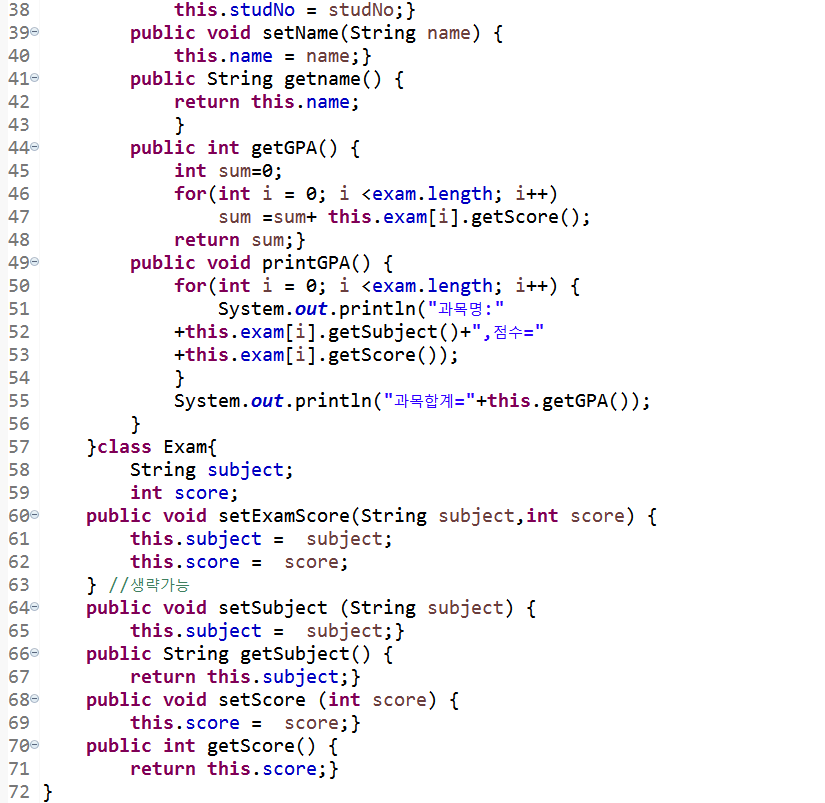 38 this.studNo = studNo;}
39 public void setName(String name) {
40 this.name = name;}
41 public String getname() {
42 return this.name;
43 }
44 public int getGPA() {
45 int sum=0;
46 for(int i = 0; i <exam.length; i++)
47 sum =sum+ this.exam[i].getScore();
48 return sum;}
49 public void printGPA() {
50 for(int i = 0; i <exam.length; i++) {
51 System.out.println("과목명:"
52 +this.exam[i].getSubject()+",점수="
53 +this.exam[i].getScore());
54 }
55 System.out.println("과목합계="+this.getGPA());
56 }
57 }class Exam{
58 String subject;
59 int score;
60 public void setExamScore(String subject,int score) {
61 this.subject =  subject;
62 this.score =  score;
63 } //생략가능
64 public void setSubject (String subject) {
65 this.subject =  subject;}
66 public String getSubject() {
67 return this.subject;}
68 public void setScore (int score) {
69 this.score =  score;}
70 public int getScore() {
71 return this.score;}
72 }